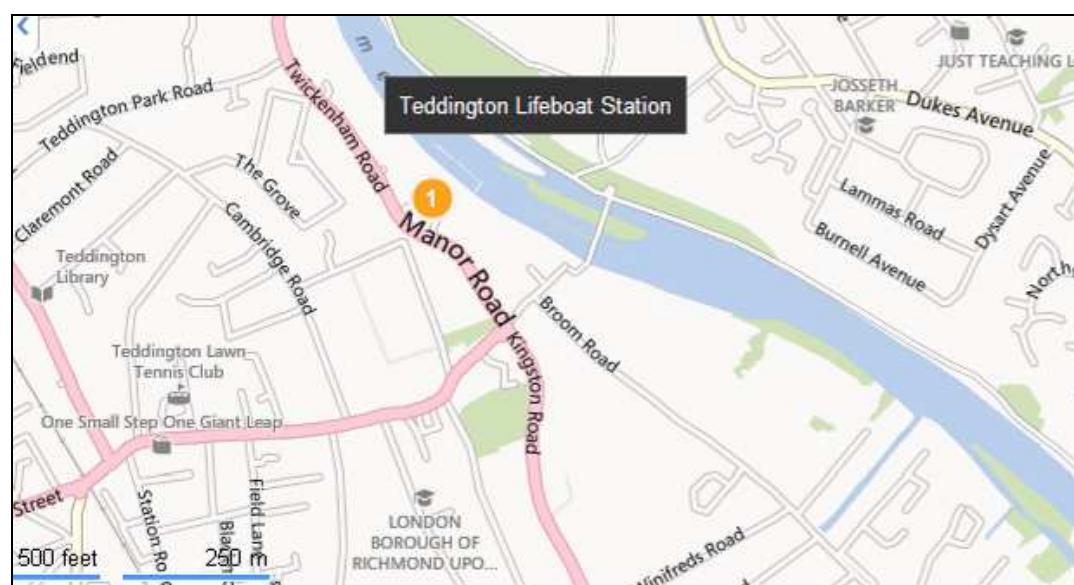 JUST TEACHING L
JOSSETH
BARKER
Dukes Avenue
Teddington Park Road
Twickenham Road
Teddington Lifeboat Station
The Grove
Claremont Road
Cambridge Road
1
Manor Road
Lammas Road
Dysart Avenue
Burnell Avenue
North
Teddington
Library
Broom Road
Kingston Road
Teddington Lawn
Tennis Club
One Small Step One Giant Leap
Street
Station Ro
Field Lane
LONDON
BOROUGH OF
RICHMOND UPO...
Winifreds Road
500 feet
250 m